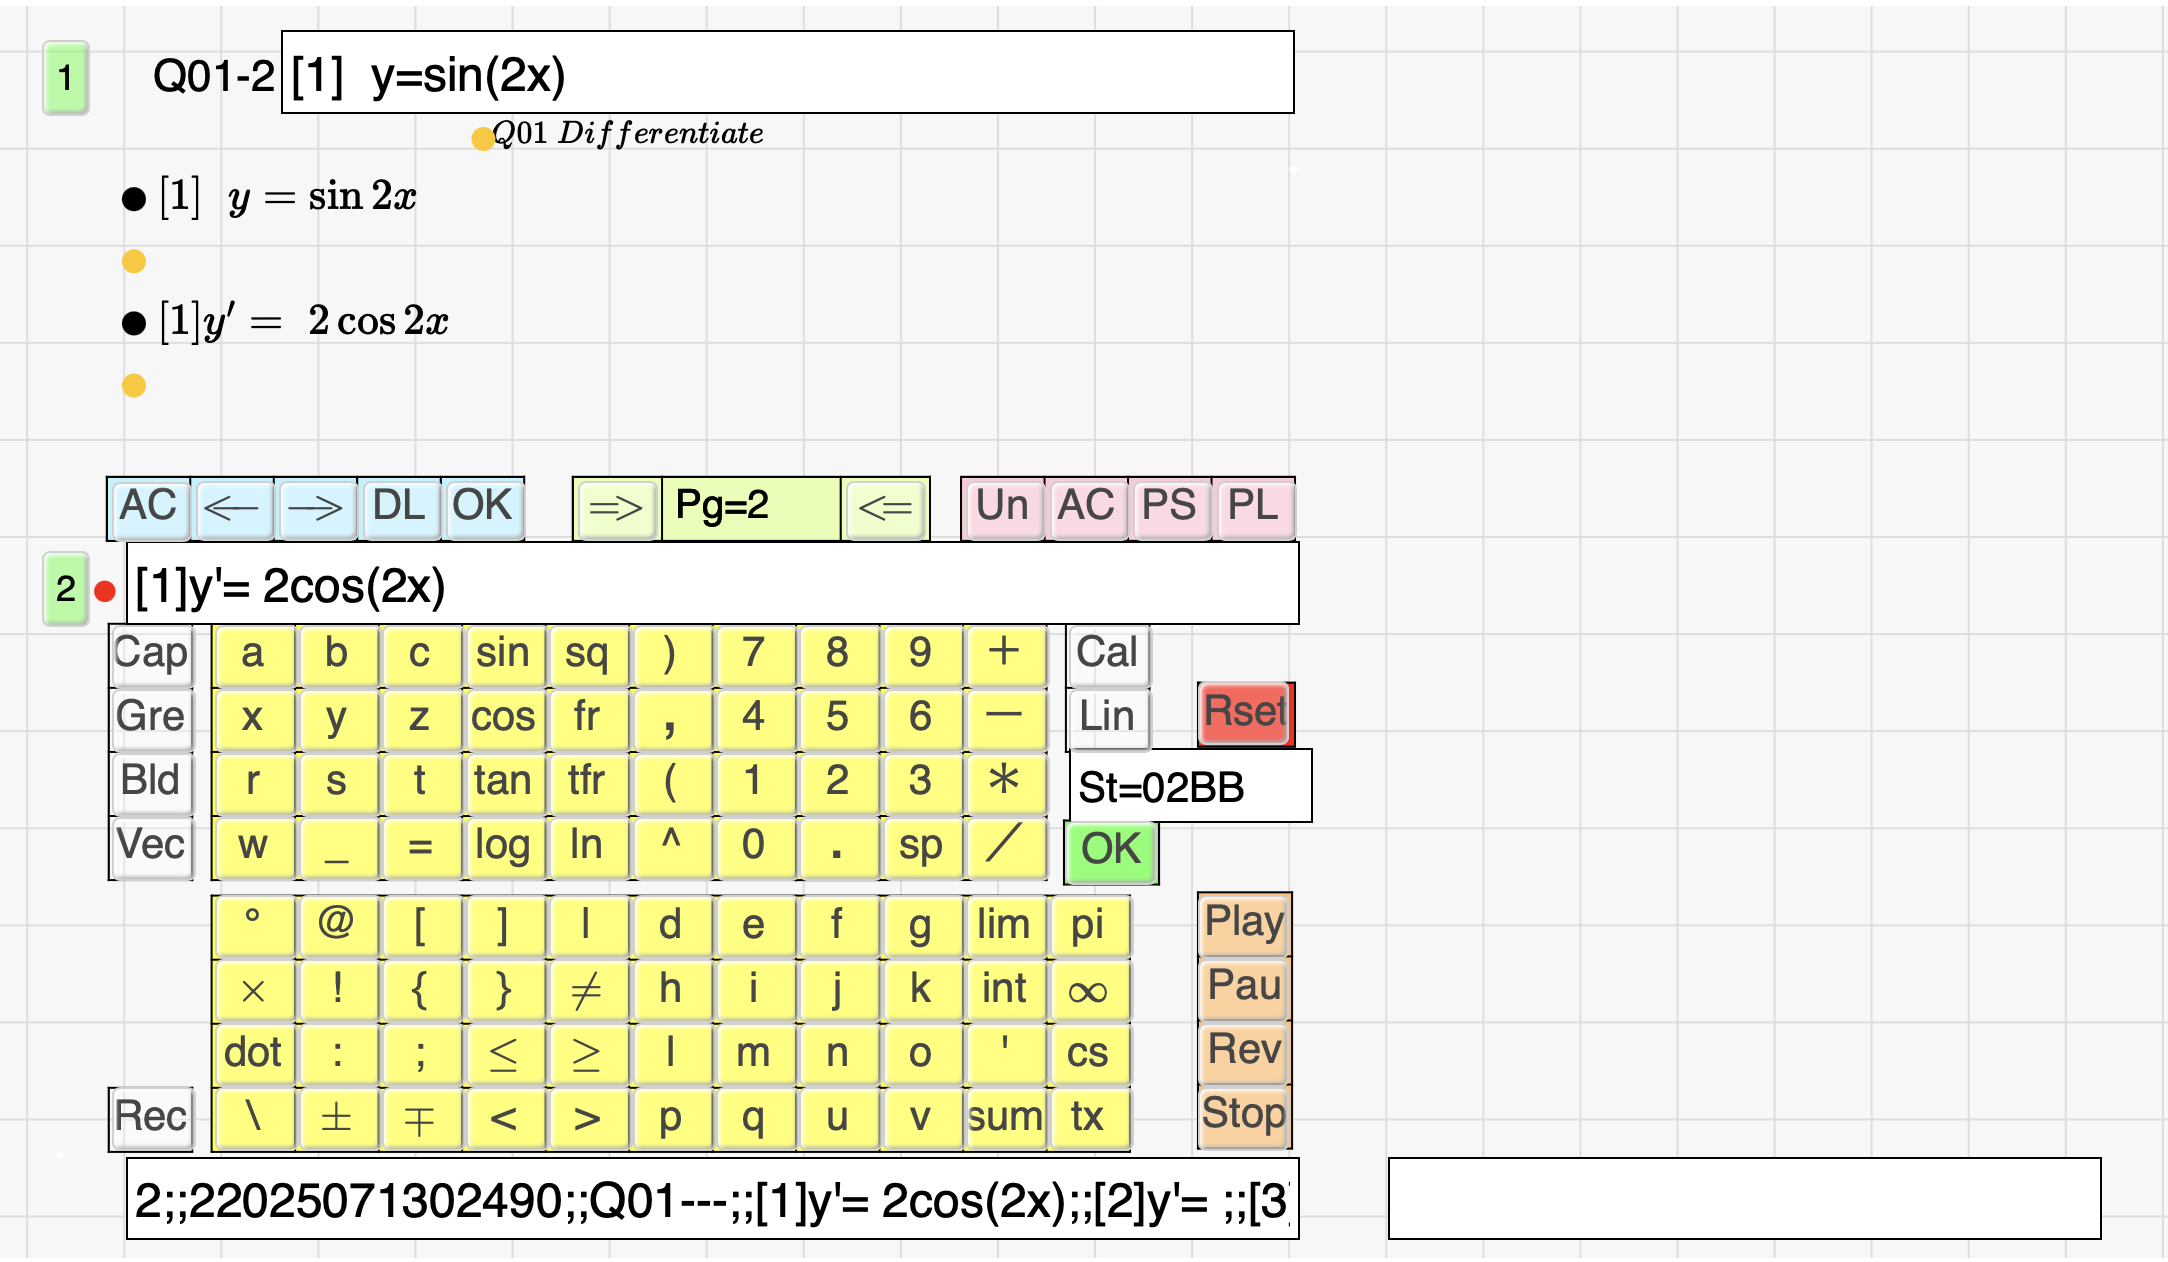 1 Q01-2 [1]  y=sin(2x)
Q01 Differentiate
[1]  y = sin 2x
[1]y′ =  2 cos 2x
AC ← → DL OK => Pg=2 <= Un AC PS PL
2 [1]y'= 2cos(2x)
Cap a b c sin sq ) 7 8 9 + Cal
Gre x y z cos fr , 4 5 6 — Lin Rset
Bld r s t tan tfr ( 1 2 3 * St=02BB
Vec w _ = log ln ^ 0 . sp / OK
° @ [ ] l d e f g lim pi Play
× ! { } ≠ h i j k int ∞ Pau
dot : ; ≤ ≥ l m n o ' cs Rev
Rec \ ± ∓ < > p q u v sum tx Stop
2;;22025071302490;;Q01---;;[1]y'= 2cos(2x);;[2]y'= ;;[3